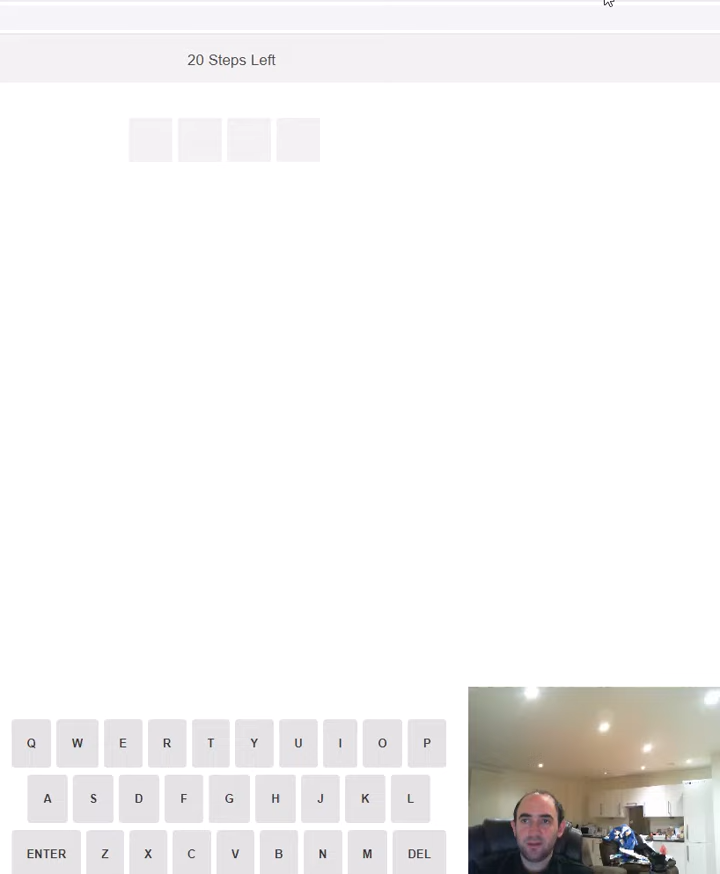 20 Steps Left
Q W E R T Y U I O P
A S D F G H J K L
ENTER Z X C V B N M DEL